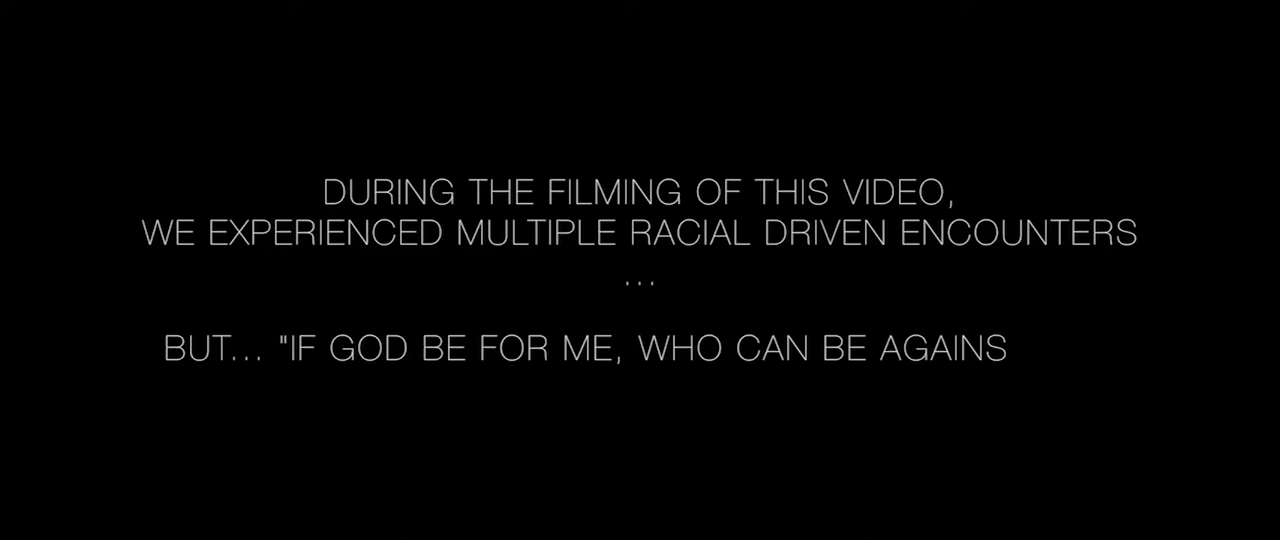 DURING THE FILMING OF THIS VIDEO,
WE EXPERIENCED MULTIPLE RACIAL DRIVEN ENCOUNTERS
...
BUT... "IF GOD BE FOR ME, WHO CAN BE AGAINS